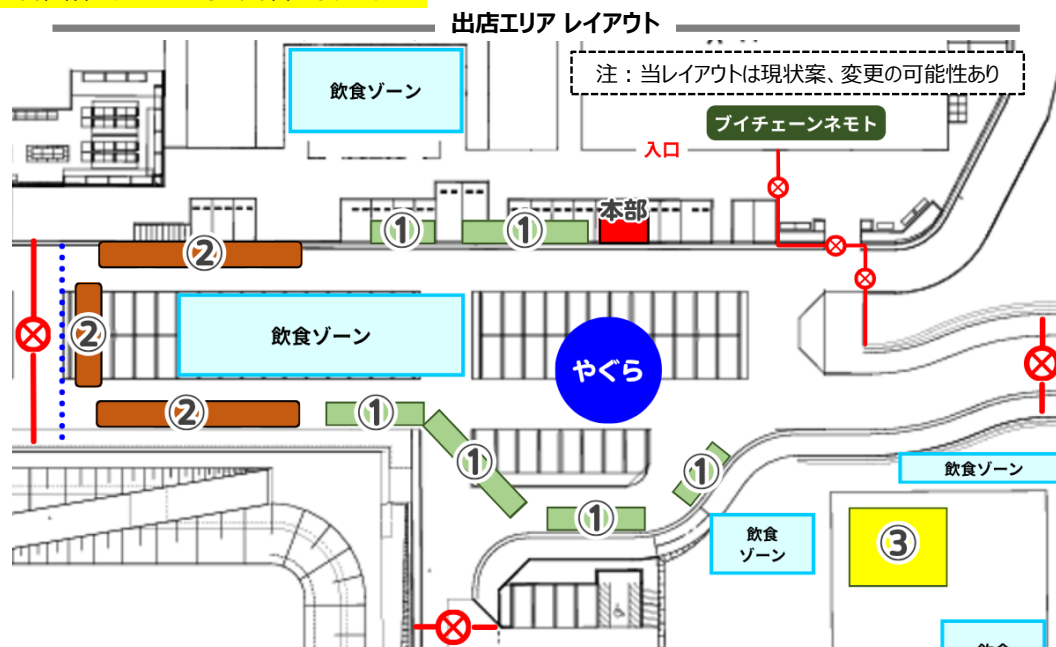 出店エリア レイアウト
注：当レイアウトは現状案、変更の可能性あり
飲食ゾーン
ブイチェーンネモト
入口
本部
①
①
②
②
飲食ゾーン
やぐら
②
①
①
①
①
飲食ゾーン
飲食
ゾーン
③